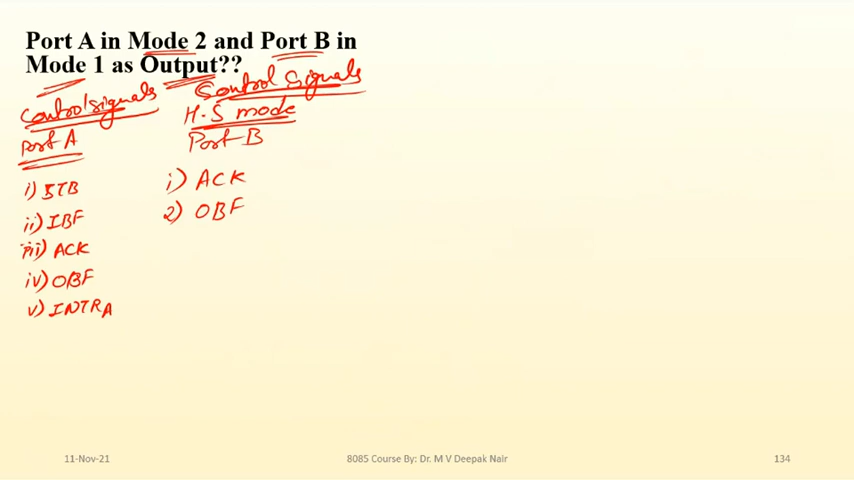 Port A in Mode 2 and Port B in
Mode 1 as Output??
Control signals
Port A
i) STB
ii) IBF
iii) ACK
iv) OBF
v) INTRA
Control Signals
H.S mode
Port B
i) ACK
2) OBF
11-Nov-21
8085 Course By: Dr. M V Deepak Nair
134